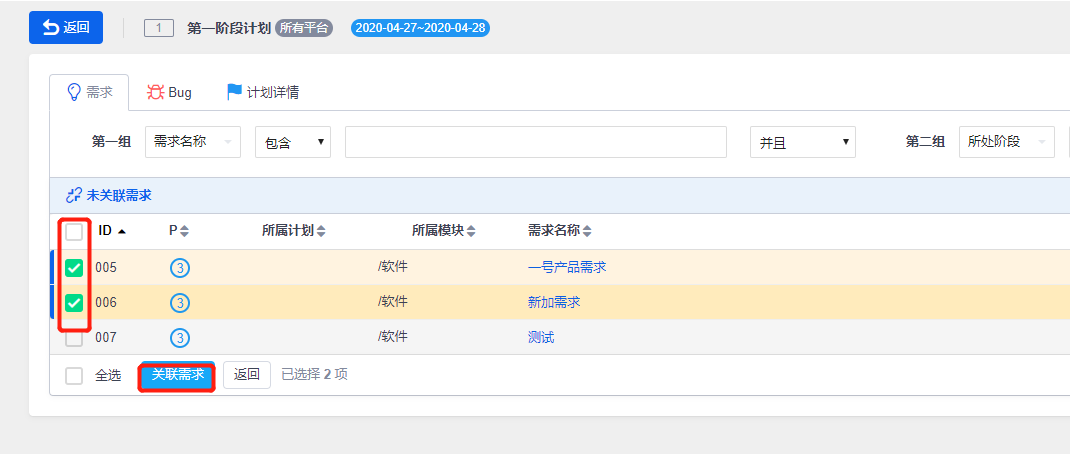 返回 1 第一阶段计划 所有平台 2020-04-27~2020-04-28
需求 Bug 计划详情
第一组 需求名称 包含 并且 第二组 所处阶段
未关联需求
ID P 所属计划 所属模块 需求名称
005 3 /软件 一号产品需求
006 3 /软件 新加需求
007 3 /软件 测试
全选 关联需求 返回 已选择 2 项